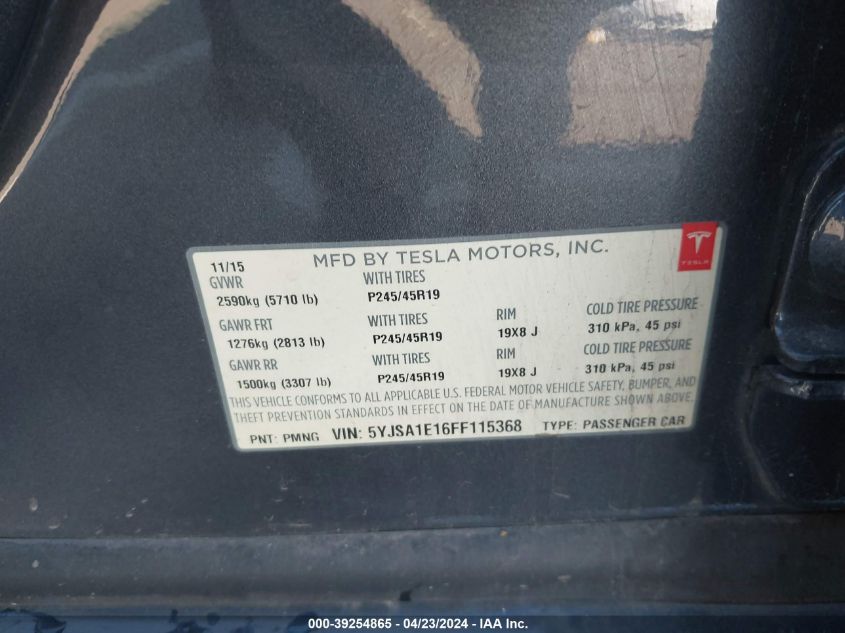 MFD BY TESLA MOTORS, INC.
TESLA
11/15
GVWR WITH TIRES
2590kg (5710 lb) P245/45R19
GAWR FRT WITH TIRES RIM COLD TIRE PRESSURE
1276kg (2813 lb) P245/45R19 19X8 J 310 kPa, 45 psi
GAWR RR WITH TIRES RIM COLD TIRE PRESSURE
1500kg (3307 lb) P245/45R19 19X8 J 310 kPa, 45 psi
THIS VEHICLE CONFORMS TO ALL APPLICABLE U.S. FEDERAL MOTOR VEHICLE SAFETY, BUMPER, AND
THEFT PREVENTION STANDARDS IN EFFECT ON THE DATE OF MANUFACTURE SHOWN ABOVE.
PNT: PMNG VIN: 5YJSA1E16FF115368 TYPE: PASSENGER CAR
000-39254865 - 04/23/2024 - IAA Inc.